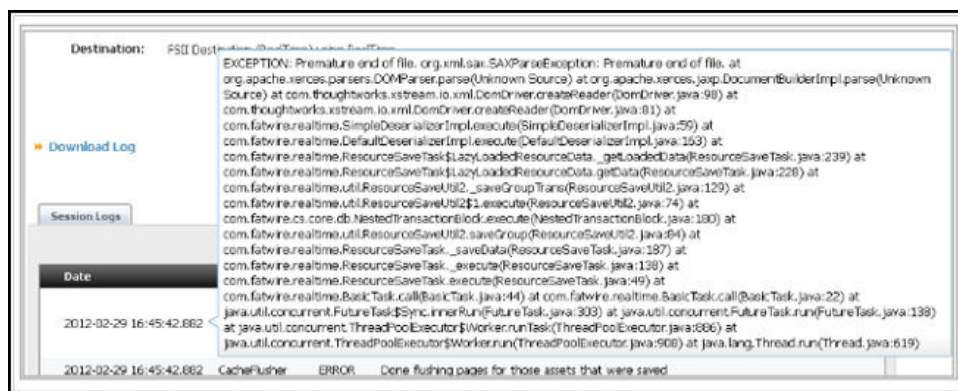 Destination: FSII Dest
EXCEPTION: Premature end of file. org.xml.sax.SAXParseException: Premature end of file. at
org.apache.xerces.parsers.DOMParser.parse(Unknown Source) at org.apache.xerces.jaxp.DocumentBuilderImpl.parse(Unknown
Source) at com.thoughtworks.xstream.io.xml.DomDriver.createReader(DomDriver.java:98) at
com.thoughtworks.xstream.io.xml.DomDriver.createReader(DomDriver.java:81) at
com.fatwire.realtime.SimpleDeserializerImpl.execute(SimpleDeserializerImpl.java:59) at
com.fatwire.realtime.DefaultDeserializerImpl.execute(DefaultDeserializerImpl.java:163) at
Download Log
com.fatwire.realtime.ResourceSaveTask$LazyLoadedResourceData._getLoadedData(ResourceSaveTask.java:239) at
com.fatwire.realtime.ResourceSaveTask$LazyLoadedResourceData.getData(ResourceSaveTask.java:228) at
com.fatwire.realtime.util.ResourceSaveUtil2._saveGroupTrans(ResourceSaveUtil2.java:129) at
com.fatwire.realtime.util.ResourceSaveUtil2$1.execute(ResourceSaveUtil2.java:74) at
com.fatwire.cs.core.db.NestedTransactionBlock.execute(NestedTransactionBlock.java:180) at
Session Logs
com.fatwire.realtime.util.ResourceSaveUtil2.saveGroup(ResourceSaveUtil2.java:84) at
com.fatwire.realtime.ResourceSaveTask._saveData(ResourceSaveTask.java:187) at
com.fatwire.realtime.ResourceSaveTask._execute(ResourceSaveTask.java:138) at
com.fatwire.realtime.ResourceSaveTask.execute(ResourceSaveTask.java:49) at
Date
com.fatwire.realtime.BasicTask.call(BasicTask.java:44) at com.fatwire.realtime.BasicTask.call(BasicTask.java:22) at
java.util.concurrent.FutureTask$Sync.innerRun(FutureTask.java:303) at java.util.concurrent.FutureTask.run(FutureTask.java:138)
2012-02-29 16:45:42.882
at java.util.concurrent.ThreadPoolExecutor$Worker.runTask(ThreadPoolExecutor.java:886) at
java.util.concurrent.ThreadPoolExecutor$Worker.run(ThreadPoolExecutor.java:908) at java.lang.Thread.run(Thread.java:619)
2012-02-29 16:45:42.882 CacheFlusher ERROR Done flushing pages for those assets that were saved